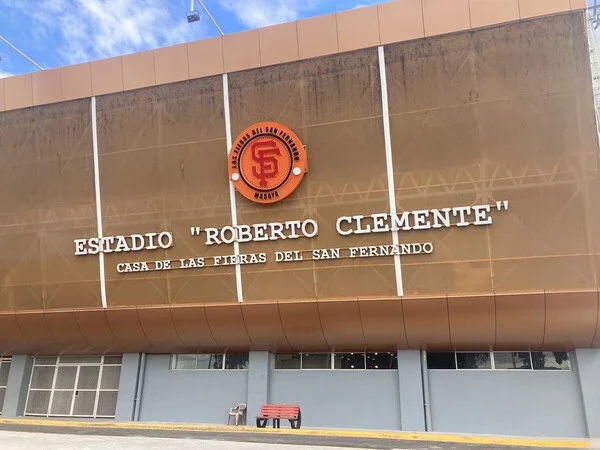 LAS FIERAS DEL SAN FERNANDO
SF
MASAYA
ESTADIO "ROBERTO CLEMENTE"
CASA DE LAS FIERAS DEL SAN FERNANDO